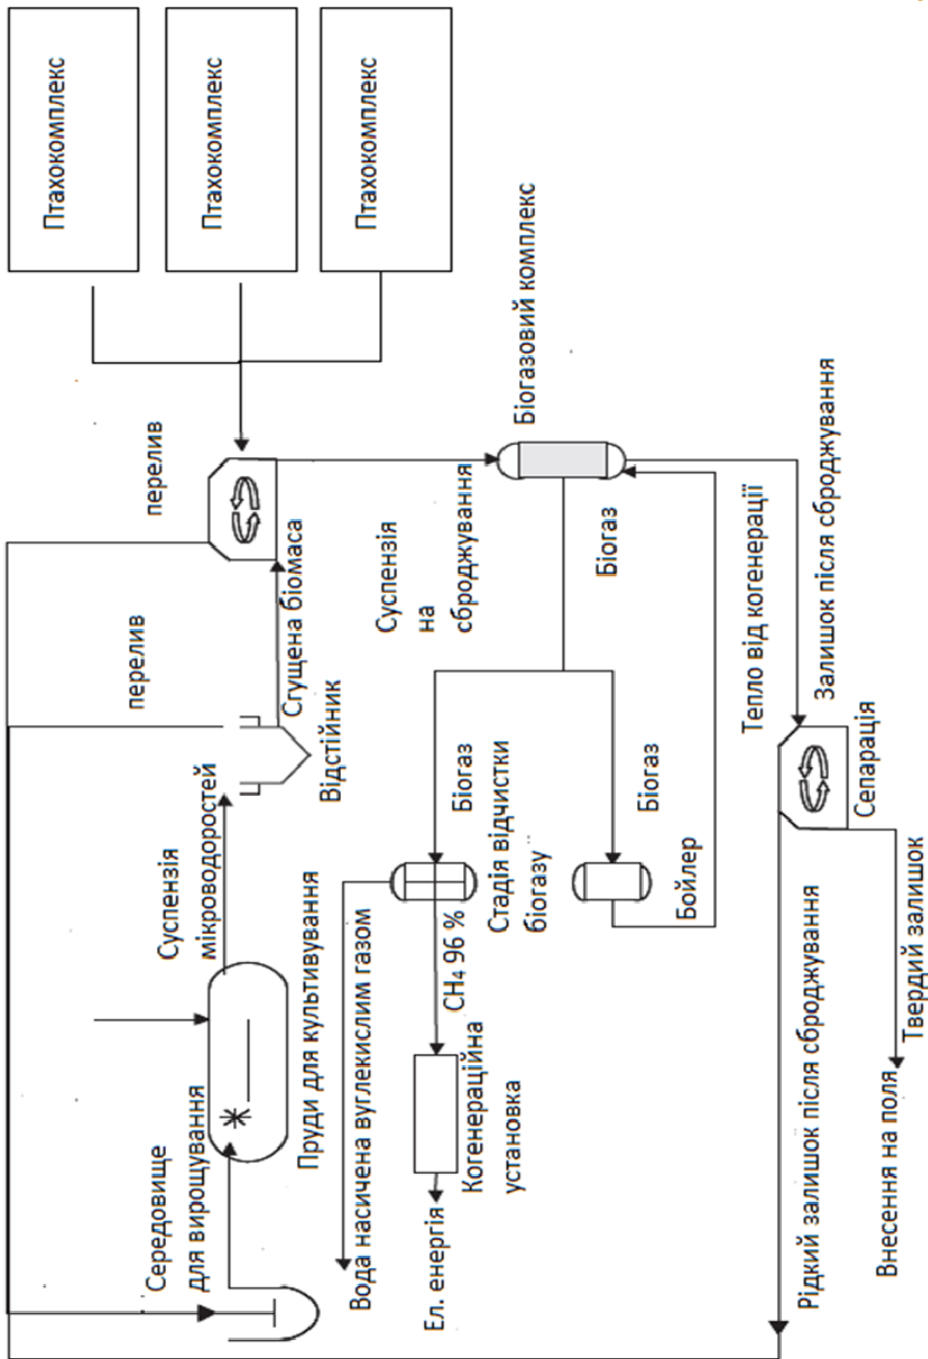 Птахокомплекс
Птахокомплекс
Птахокомплекс
перелив
перелив
Сгущена біомаса
Відстійник
Суспензія
мікроводоростей
Середовище
для вирощування
Пруди для культивування
Вода насичена вуглекислим газом
Біогазовий комплекс
Суспензія
на
сброджування
Біогаз
Біогаз
Біогаз
Стадія відчистки
біогазу
CH₄ 96 %
Когенераційна
установка
Ел. енергія
Бойлер
Тепло від когенерації
Залишок після сброджування
Сепарація
Рідкий залишок після сброджування
Твердий залишок
Внесення на поля